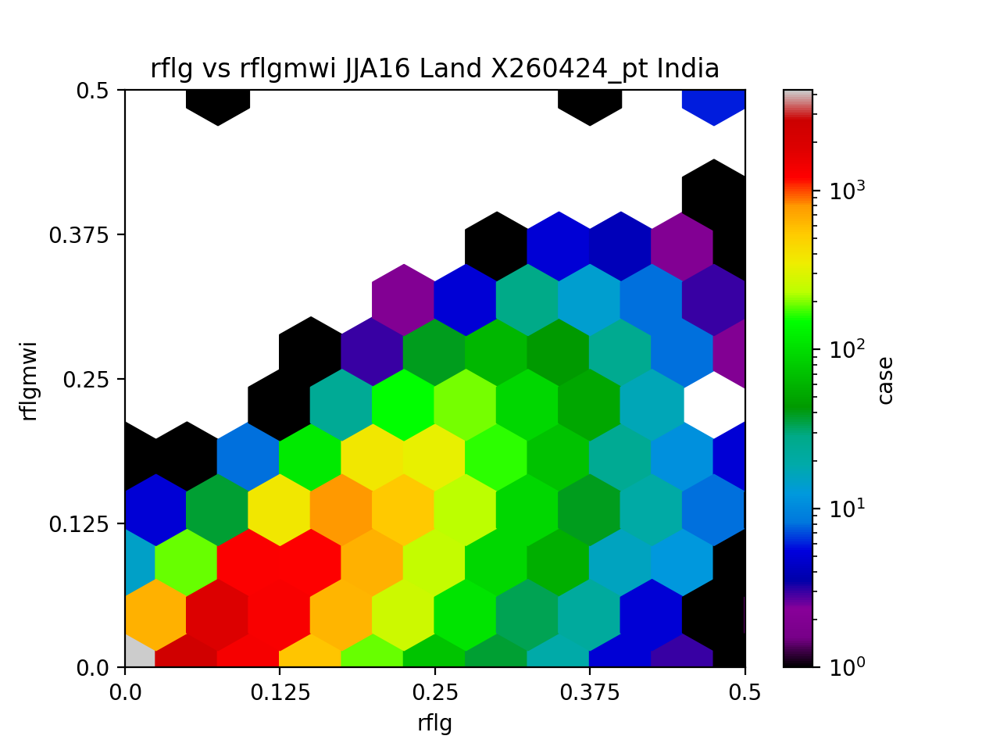 rflg vs rflgmwi JJA16 Land X260424_pt India
0.5
0.375
0.25
0.125
0.0
rflgmwi
0.0 0.125 0.25 0.375 0.5
rflg
10³
10²
10¹
10⁰
case